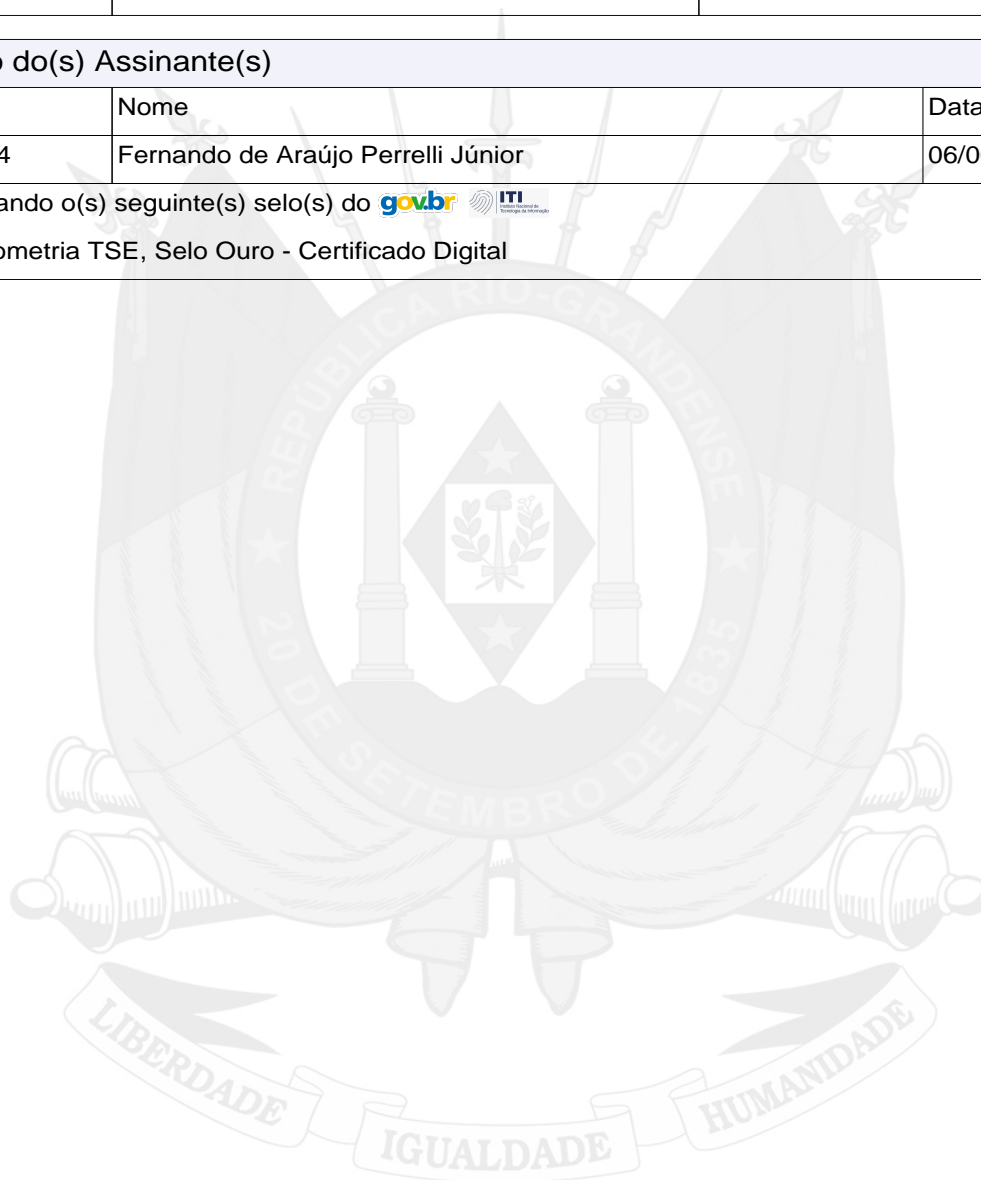 o do(s) Assinante(s)
Nome
Data
4
Fernando de Araújo Perrelli Júnior
06/0
ando o(s) seguinte(s) selo(s) do gov.br ITI
ometria TSE, Selo Ouro - Certificado Digital
REPÚBLICA RIO-GRANDENSE
20 DE SETEMBRO DE 1835
LIBERDADE
IGUALDADE
HUMANIDADE